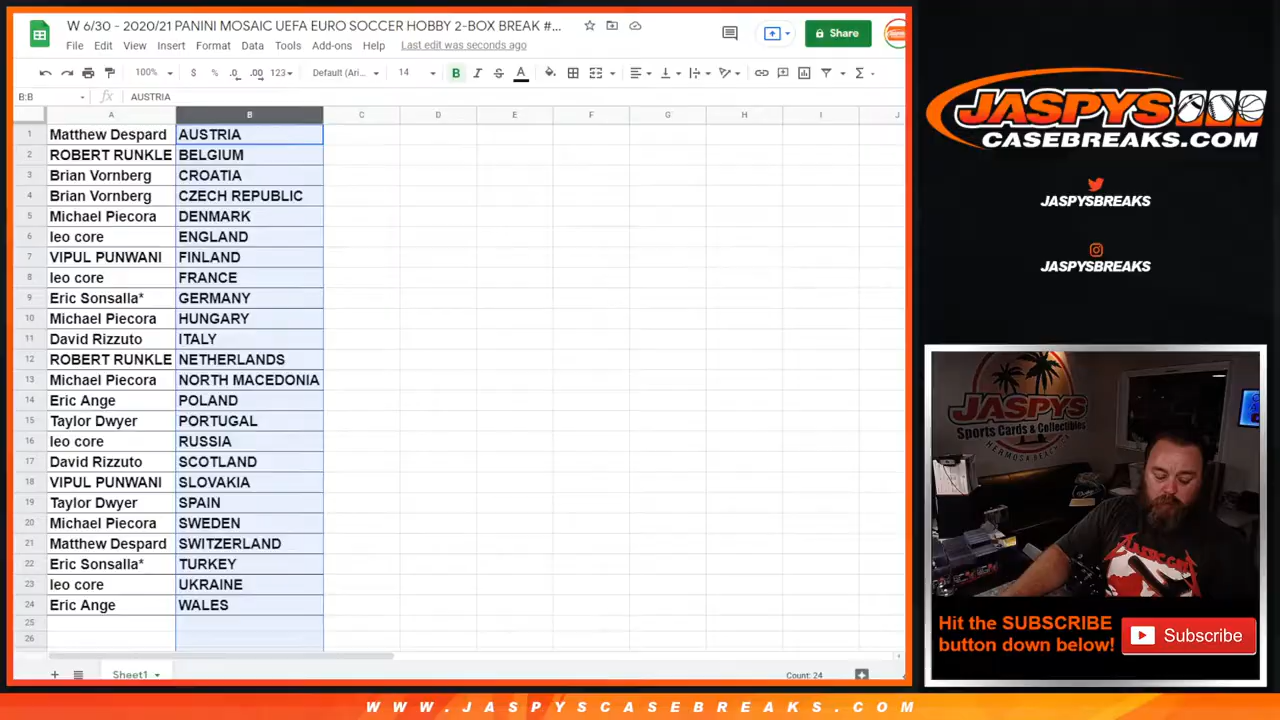 W 6/30 - 2020/21 PANINI MOSAIC UEFA EURO SOCCER HOBBY 2-BOX BREAK #...
File Edit View Insert Format Data Tools Add-ons Help Last edit was seconds ago
Share
100% $ % .0 .00 123 Default (Ari... 14 B I S A
B:B fx AUSTRIA
A B C D E F G H I J
1 Matthew Despard AUSTRIA
2 ROBERT RUNKLE BELGIUM
3 Brian Vornberg CROATIA
4 Brian Vornberg CZECH REPUBLIC
5 Michael Piecora DENMARK
6 leo core ENGLAND
7 VIPUL PUNWANI FINLAND
8 leo core FRANCE
9 Eric Sonsalla* GERMANY
10 Michael Piecora HUNGARY
11 David Rizzuto ITALY
12 ROBERT RUNKLE NETHERLANDS
13 Michael Piecora NORTH MACEDONIA
14 Eric Ange POLAND
15 Taylor Dwyer PORTUGAL
16 leo core RUSSIA
17 David Rizzuto SCOTLAND
18 VIPUL PUNWANI SLOVAKIA
19 Taylor Dwyer SPAIN
20 Michael Piecora SWEDEN
21 Matthew Despard SWITZERLAND
22 Eric Sonsalla* TURKEY
23 leo core UKRAINE
24 Eric Ange WALES
25
26
Sheet1
Count: 24
JASPYS
CASEBREAKS.COM
JASPYSBREAKS
JASPYSBREAKS
JASPYS
Sports Cards & Collectibles
HERMOSA BEACH
Hit the SUBSCRIBE
button down below!
Subscribe
WWW.JASPYSCASEBREAKS.COM